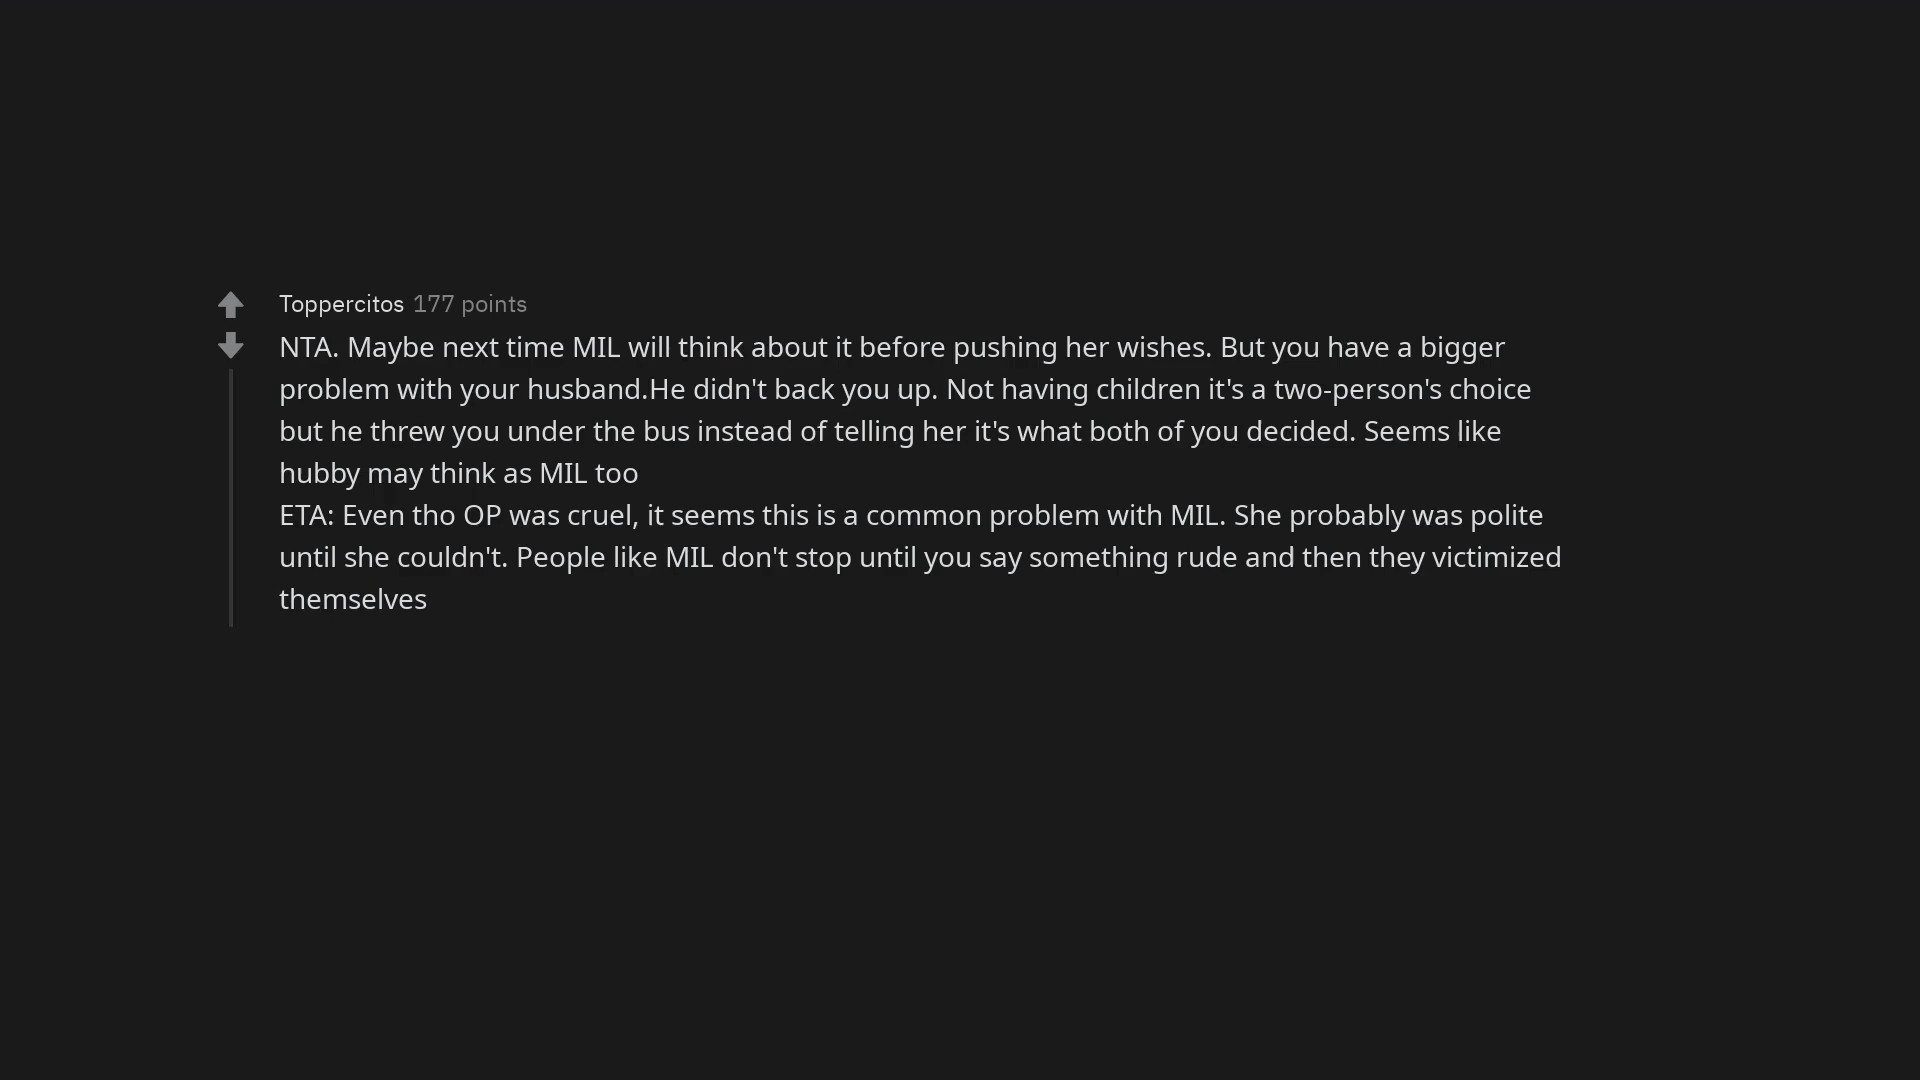 Toppercitos 177 points
NTA. Maybe next time MIL will think about it before pushing her wishes. But you have a bigger
problem with your husband.He didn't back you up. Not having children it's a two-person's choice
but he threw you under the bus instead of telling her it's what both of you decided. Seems like
hubby may think as MIL too
ETA: Even tho OP was cruel, it seems this is a common problem with MIL. She probably was polite
until she couldn't. People like MIL don't stop until you say something rude and then they victimized
themselves